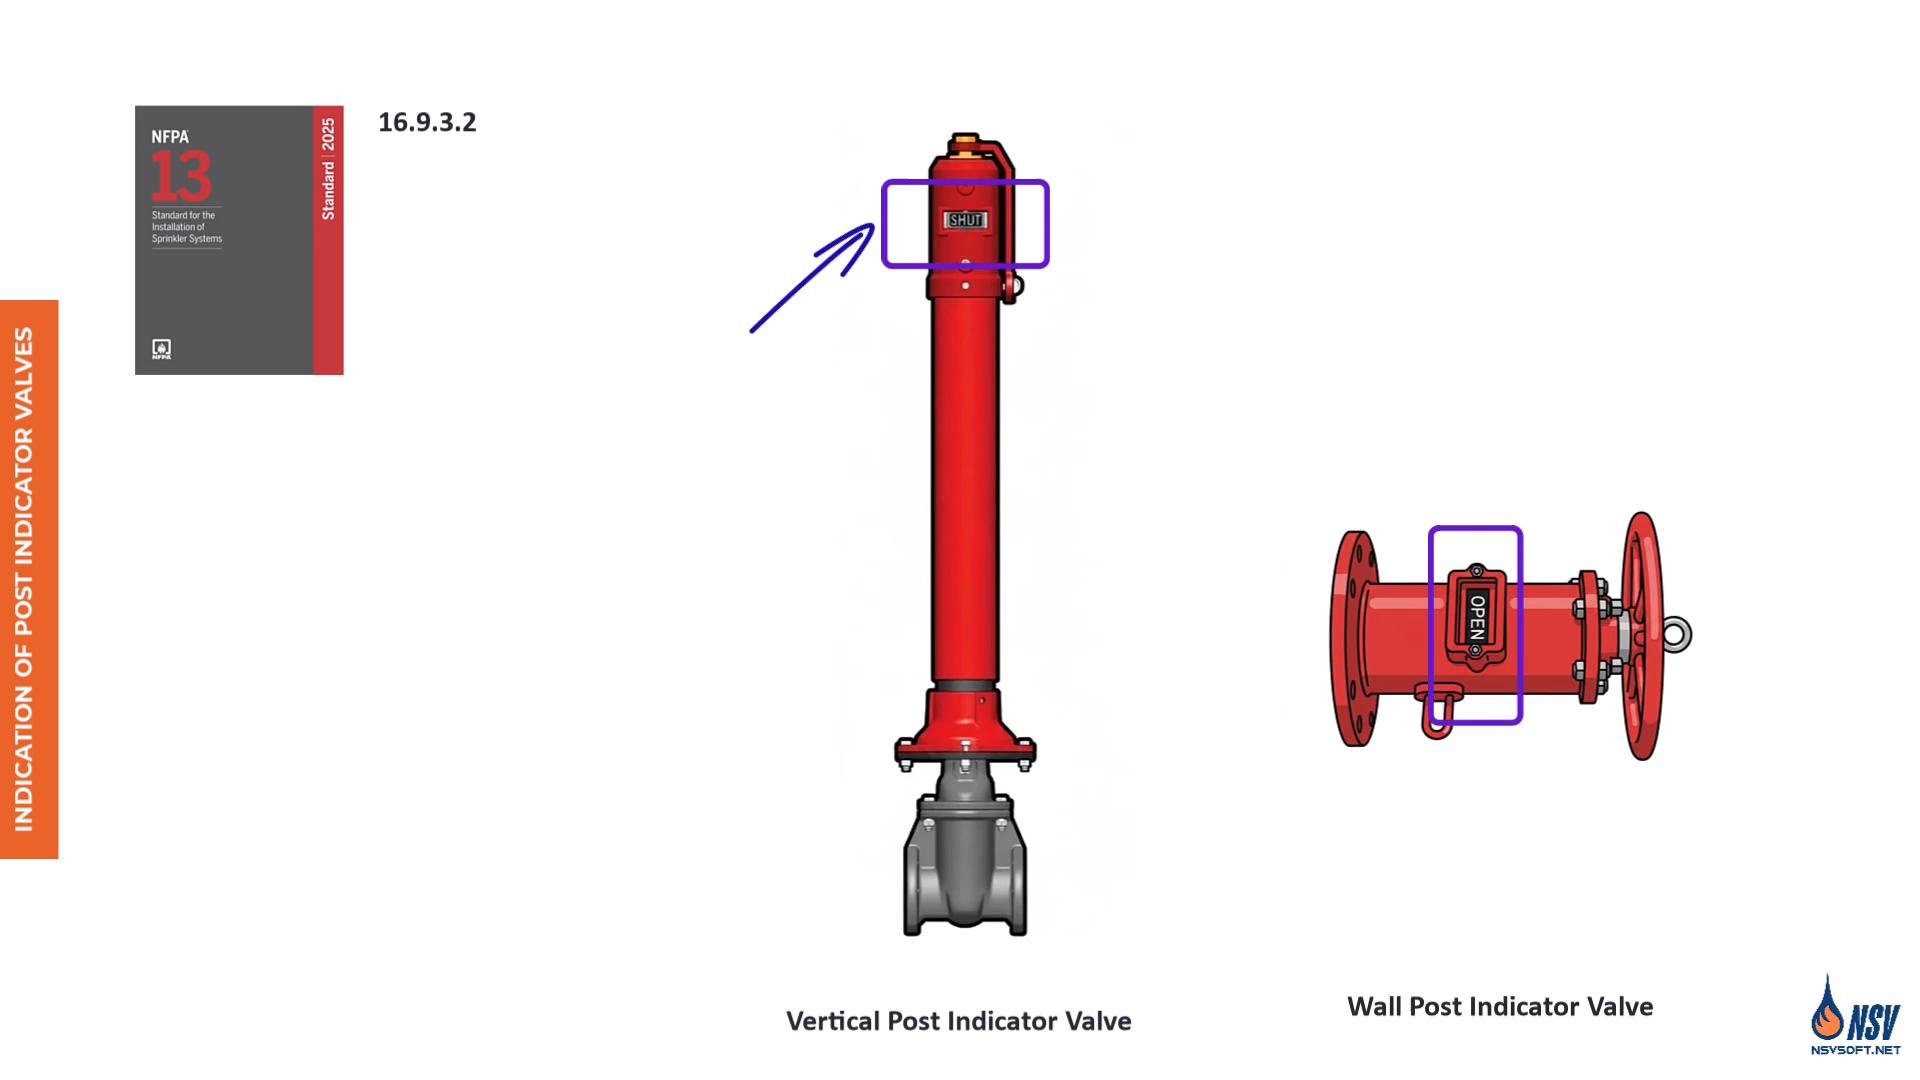 INDICATION OF POST INDICATOR VALVES
NFPA
13
Standard for the
Installation of
Sprinkler Systems
Standard | 2025
NFPA
16.9.3.2
SHUT
OPEN
Vertical Post Indicator Valve
Wall Post Indicator Valve
NSV
NSVSOFT.NET